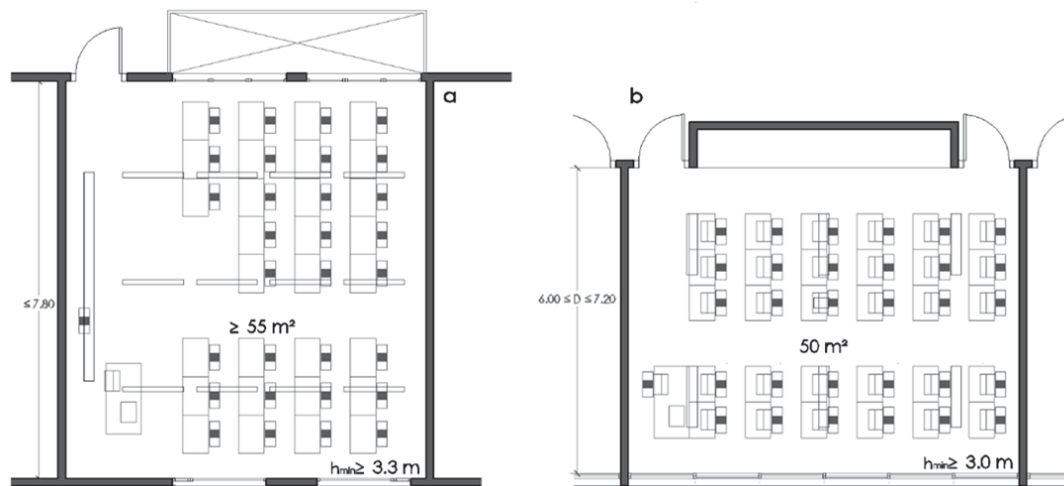 a
b
≤7.80
6.00 ≤ D ≤7.20
≥ 55 m²
50 m²
hmin≥ 3.3 m
hmin≥ 3.0 m